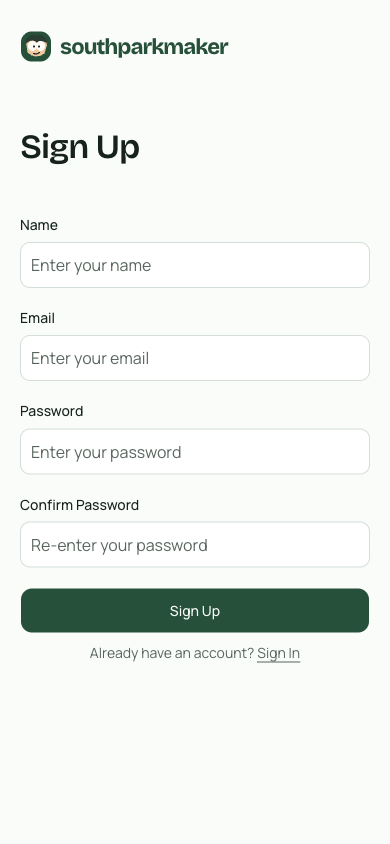 southparkmaker
Sign Up
Name
Enter your name
Email
Enter your email
Password
Enter your password
Confirm Password
Re-enter your password
Sign Up
Already have an account? Sign In